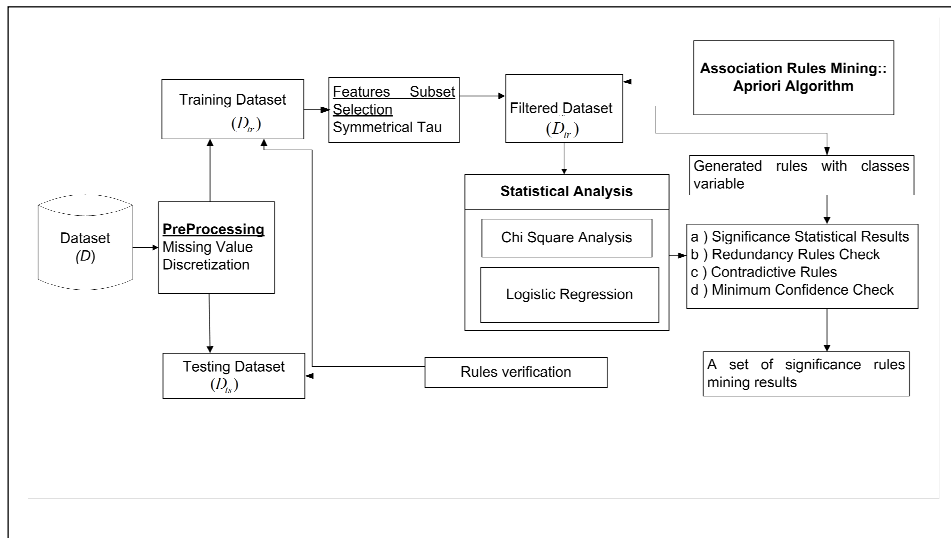 Association Rules Mining::
Apriori Algorithm
Training Dataset
(D_tr)
Features Subset
Selection
Symmetrical Tau
Filtered Dataset
(D_tr)
Generated rules with classes
variable
Statistical Analysis
Chi Square Analysis
Logistic Regression
Dataset
(D)
PreProcessing
Missing Value
Discretization
a ) Significance Statistical Results
b ) Redundancy Rules Check
c ) Contradictive Rules
d ) Minimum Confidence Check
Testing Dataset
(D_ts)
Rules verification
A set of significance rules
mining results